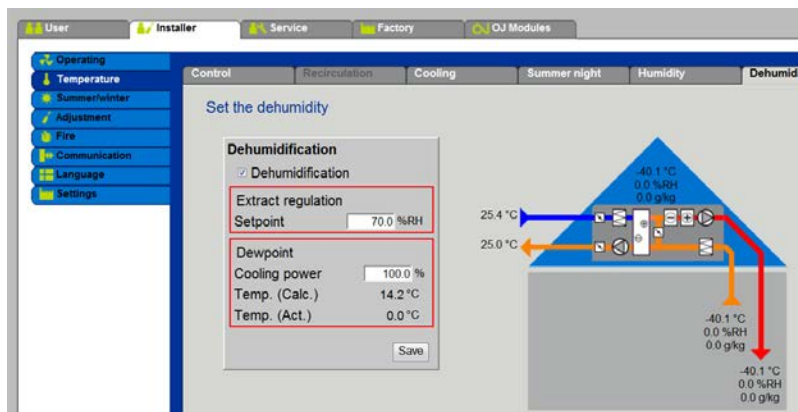 User Installer Service Factory OJ Modules
Operating
Temperature
Summer/winter
Adjustment
Fire
Communication
Language
Settings
Control Recirculation Cooling Summer night Humidity Dehumid
Set the dehumidity
Dehumidification
Dehumidification
Extract regulation
Setpoint 70.0 %RH
Dewpoint
Cooling power 100.0 %
Temp. (Calc.) 14.2 °C
Temp. (Act.) 0.0 °C
Save
-40.1 °C
0.0 %RH
0.0 g/kg
25.4 °C
25.0 °C
-40.1 °C
0.0 %RH
0.0 g/kg
-40.1 °C
0.0 %RH
0.0 g/kg